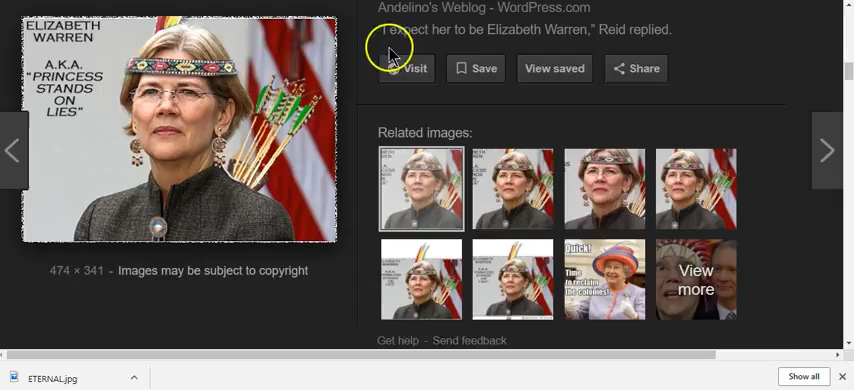 Andelino's Weblog - WordPress.com
"I expect her to be Elizabeth Warren,” Reid replied.
Visit
Save
View saved
Share
ELIZABETH
WARREN
A.K.A.
"PRINCESS
STANDS
ON
LIES"
474 × 341 - Images may be subject to copyright
Related images:
Quick!
Time
to reclaim
the colonies!
View
more
Get help - Send feedback
ETERNAL.jpg
Show all